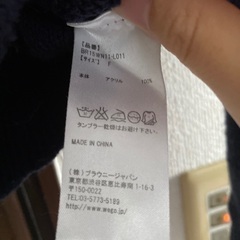 【品番】
【サイズ】 F
本体 アクリル 100%
タンブラー乾燥はお避け下さい
MADE IN CHINA
(株)ブラウニージャパン
東京都渋谷区恵比寿南 1-16-3
〒150-0022
TEL 03-5773-5189